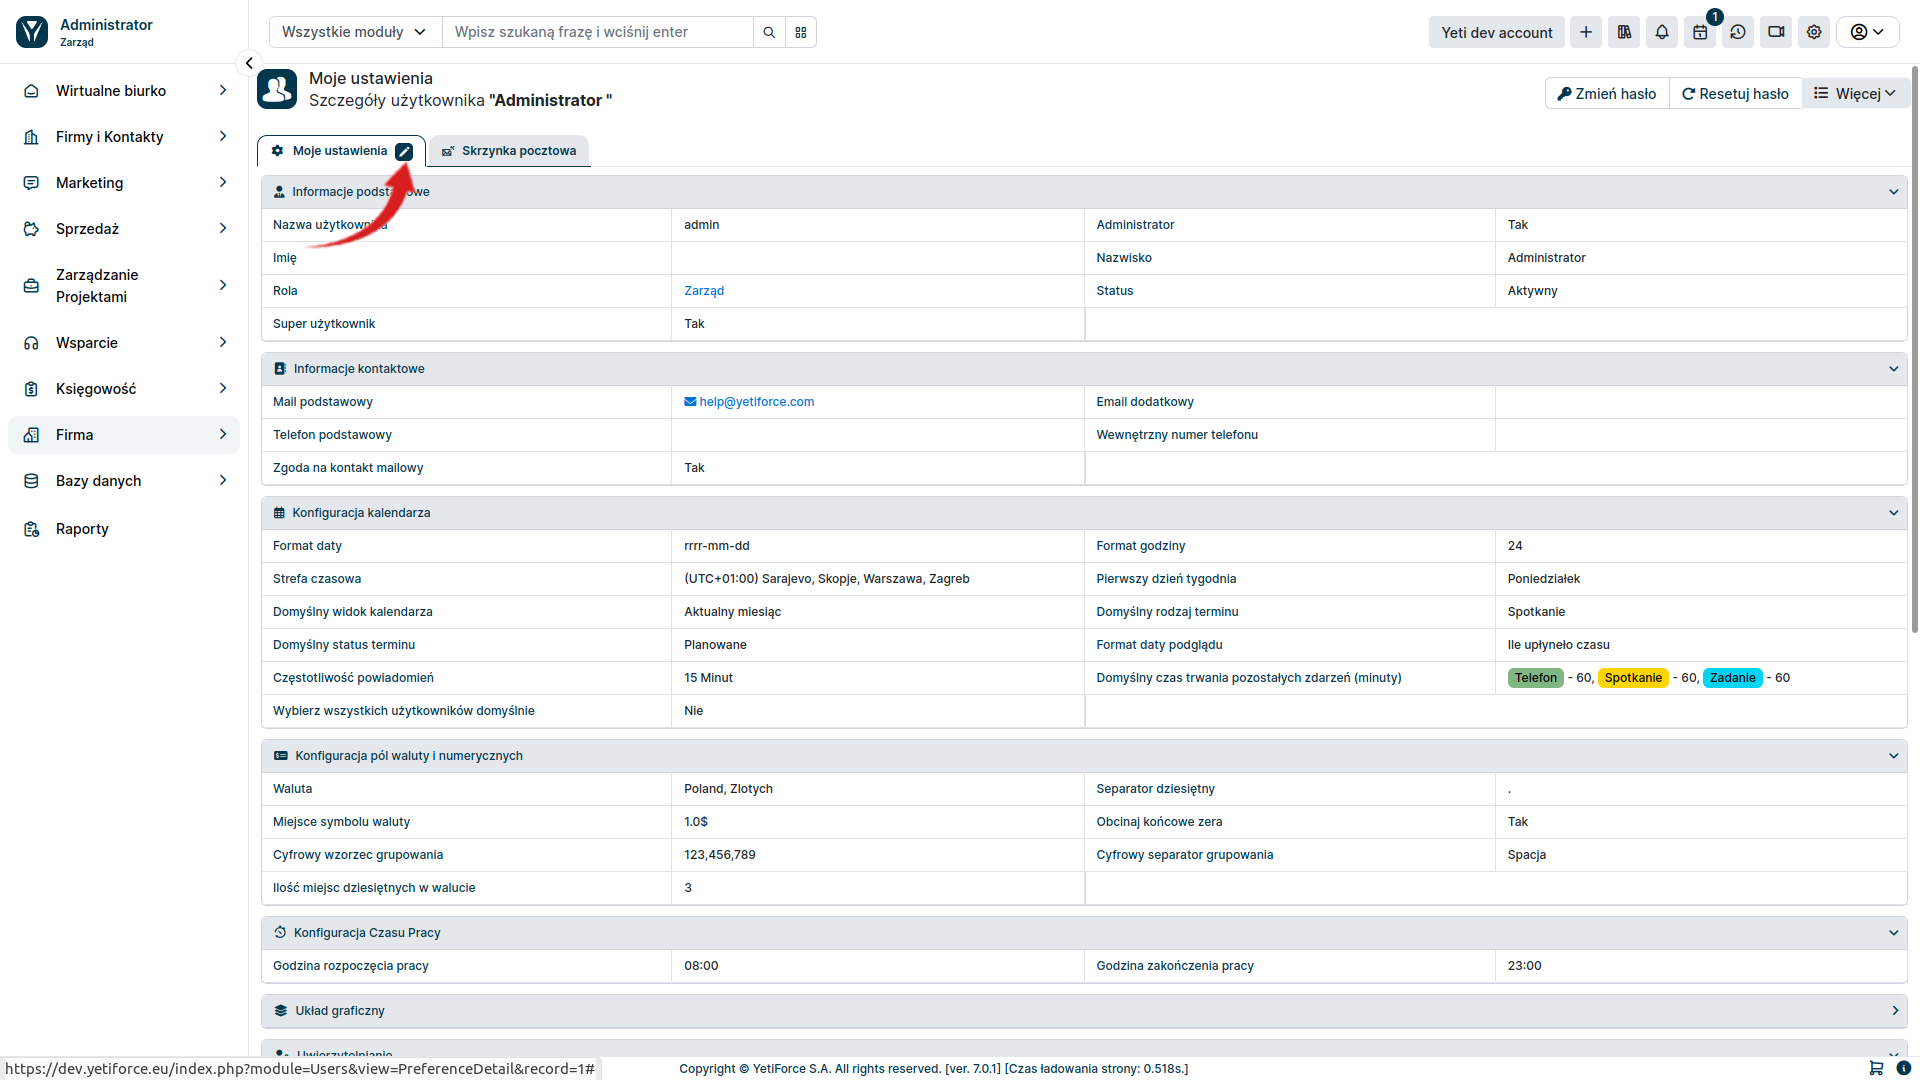 Administrator
Zarząd
Wszystkie moduły
Wpisz szukaną frazę i wciśnij enter
Yeti dev account
1
Wirtualne biurko
Firmy i Kontakty
Marketing
Sprzedaż
Zarządzanie
Projektami
Wsparcie
Księgowość
Firma
Bazy danych
Raporty
Moje ustawienia
Szczegóły użytkownika "Administrator "
Zmień hasło
Resetuj hasło
Więcej
Moje ustawienia
Skrzynka pocztowa
Informacje podstawowe
Nazwa użytkownika admin Administrator Tak
Imię Nazwisko Administrator
Rola Zarząd Status Aktywny
Super użytkownik Tak
Informacje kontaktowe
Mail podstawowy help@yetiforce.com Email dodatkowy
Telefon podstawowy Wewnętrzny numer telefonu
Zgoda na kontakt mailowy Tak
Konfiguracja kalendarza
Format daty rrrr-mm-dd Format godziny 24
Strefa czasowa (UTC+01:00) Sarajevo, Skopje, Warszawa, Zagreb Pierwszy dzień tygodnia Poniedziałek
Domyślny widok kalendarza Aktualny miesiąc Domyślny rodzaj terminu Spotkanie
Domyślny status terminu Planowane Format daty podglądu Ile upłyneło czasu
Częstotliwość powiadomień 15 Minut Domyślny czas trwania pozostałych zdarzeń (minuty) Telefon - 60, Spotkanie - 60, Zadanie - 60
Wybierz wszystkich użytkowników domyślnie Nie
Konfiguracja pól waluty i numerycznych
Waluta Poland, Zlotych Separator dziesiętny .
Miejsce symbolu waluty 1.0$ Obcinaj końcowe zera Tak
Cyfrowy wzorzec grupowania 123,456,789 Cyfrowy separator grupowania Spacja
Ilość miejsc dziesiętnych w walucie 3
Konfiguracja Czasu Pracy
Godzina rozpoczęcia pracy 08:00 Godzina zakończenia pracy 23:00
Układ graficzny
Uwierzytelnianie
https://dev.yetiforce.eu/index.php?module=Users&view=PreferenceDetail&record=1#
Copyright © YetiForce S.A. All rights reserved. [ver. 7.0.1] [Czas ładowania strony: 0.518s.]